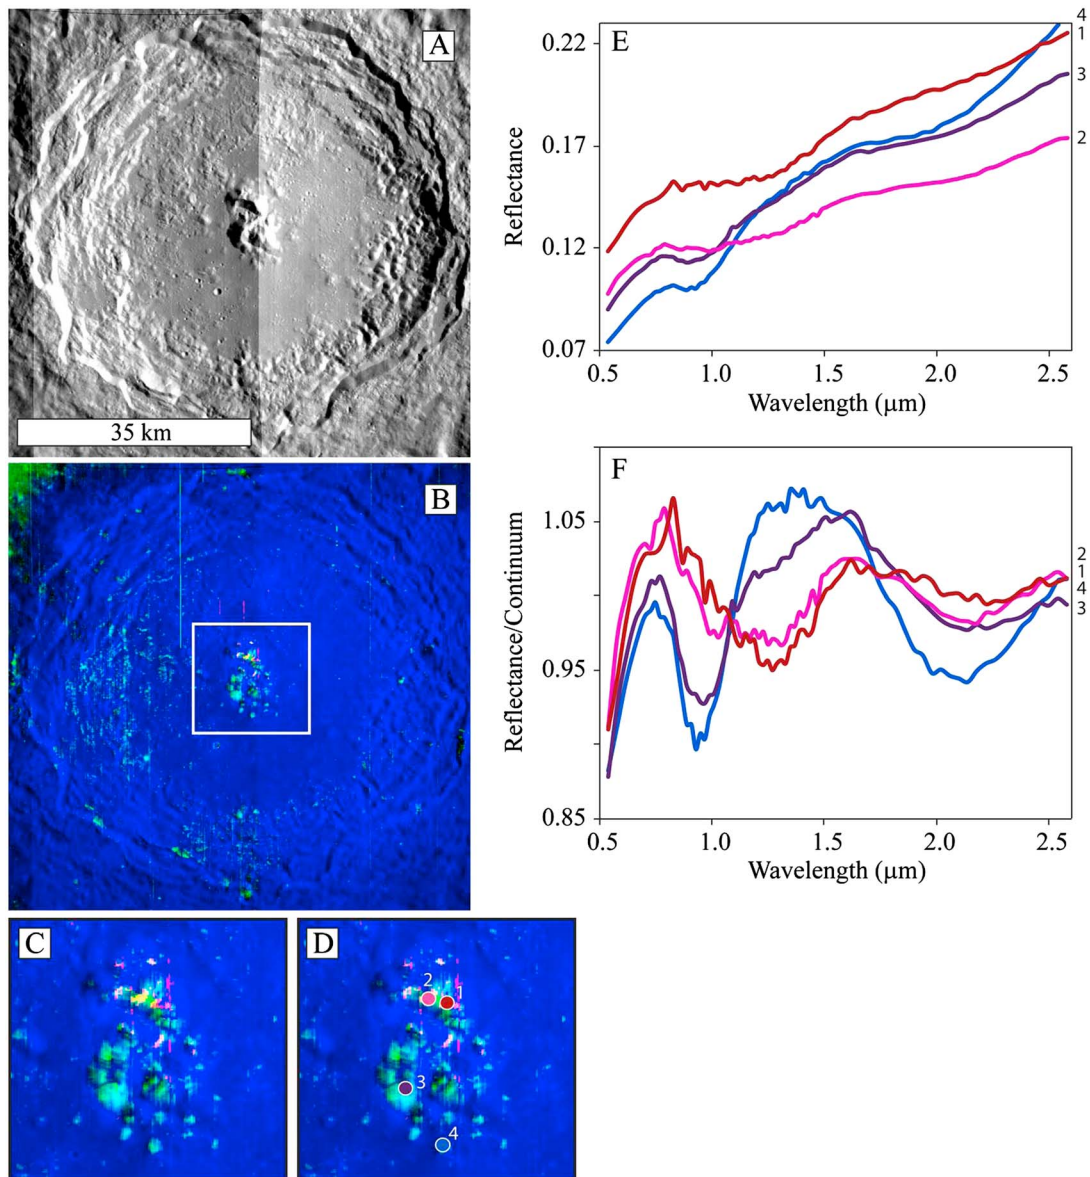 A
35 km
B
C
D
2
1
3
4
E
Reflectance
0.22
0.17
0.12
0.07
0.5
1.0
1.5
2.0
2.5
Wavelength (μm)
4
1
3
2
F
Reflectance/Continuum
1.05
0.95
0.85
0.5
1.0
1.5
2.0
2.5
Wavelength (μm)
2
1
4
3